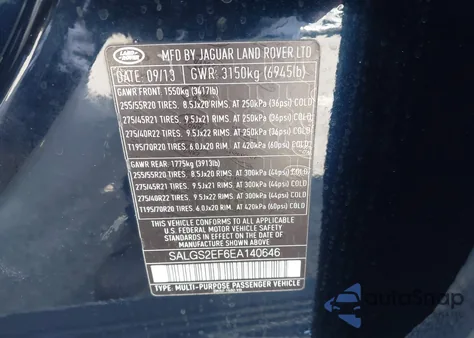 LAND
ROVER
MFD BY JAGUAR LAND ROVER LTD
DATE: 09/13 GWR: 3150kg (6945lb)
GAWR FRONT: 1550kg (3417lb)
255/55R20 TIRES. 8.5Jx20 RIMS. AT 250kPa (36psi) COLD
275/45R21 TIRES. 9.5Jx21 RIMS. AT 250kPa (36psi) COLD
275/40R22 TIRES. 9.5Jx22 RIMS. AT 250kPa (36psi) COLD
T195/70R20 TIRES. 6.0Jx20 RIM. AT 420kPa (60psi) COLD
GAWR REAR: 1775kg (3913lb)
255/55R20 TIRES. 8.5Jx20 RIMS. AT 300kPa (44psi) COLD
275/45R21 TIRES. 9.5Jx21 RIMS. AT 300kPa (44psi) COLD
275/40R22 TIRES. 9.5Jx22 RIMS. AT 300kPa (44psi) COLD
T195/70R20 TIRES. 6.0Jx20 RIM. AT 420kPa (60psi) COLD
THIS VEHICLE CONFORMS TO ALL APPLICABLE
U.S. FEDERAL MOTOR VEHICLE SAFETY
STANDARDS IN EFFECT ON THE DATE OF
MANUFACTURE SHOWN ABOVE
SALGS2EF6EA140646
TYPE: MULTI-PURPOSE PASSENGER VEHICLE
AutoSnap